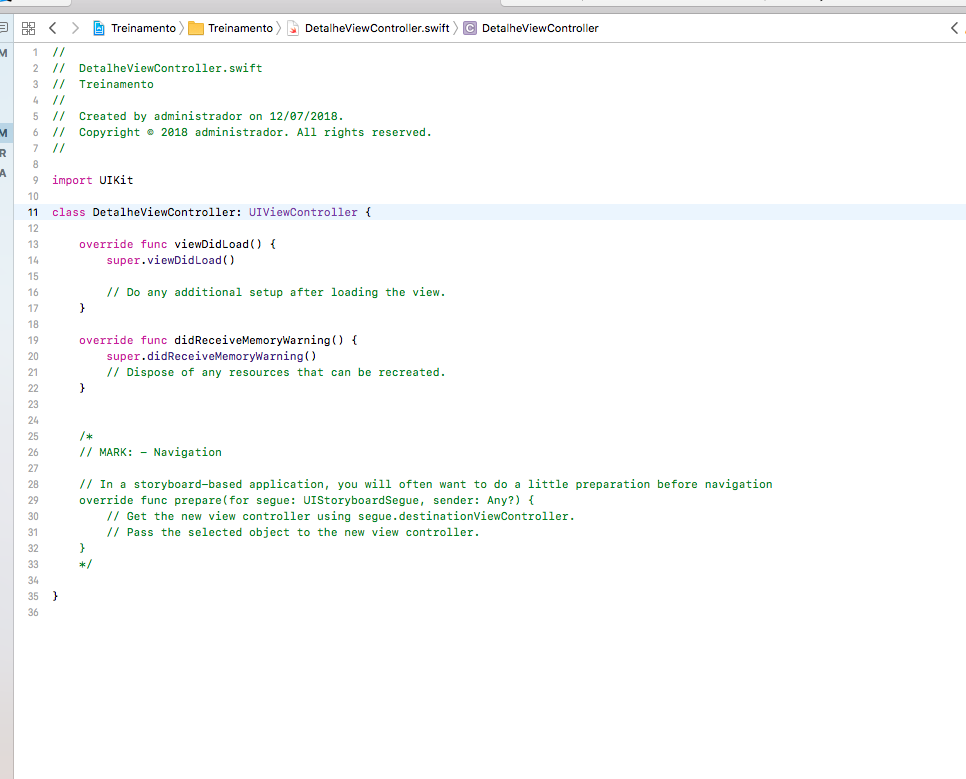 Treinamento Treinamento DetalheViewController.swift C DetalheViewController
M
M
R
A
1 //
2 //  DetalheViewController.swift
3 //  Treinamento
4 //
5 //  Created by administrador on 12/07/2018.
6 //  Copyright © 2018 administrador. All rights reserved.
7 //
8
9 import UIKit
10
11 class DetalheViewController: UIViewController {
12
13     override func viewDidLoad() {
14         super.viewDidLoad()
15
16         // Do any additional setup after loading the view.
17     }
18
19     override func didReceiveMemoryWarning() {
20         super.didReceiveMemoryWarning()
21         // Dispose of any resources that can be recreated.
22     }
23
24
25     /*
26     // MARK: - Navigation
27
28     // In a storyboard-based application, you will often want to do a little preparation before navigation
29     override func prepare(for segue: UIStoryboardSegue, sender: Any?) {
30         // Get the new view controller using segue.destinationViewController.
31         // Pass the selected object to the new view controller.
32     }
33     */
34
35 }
36